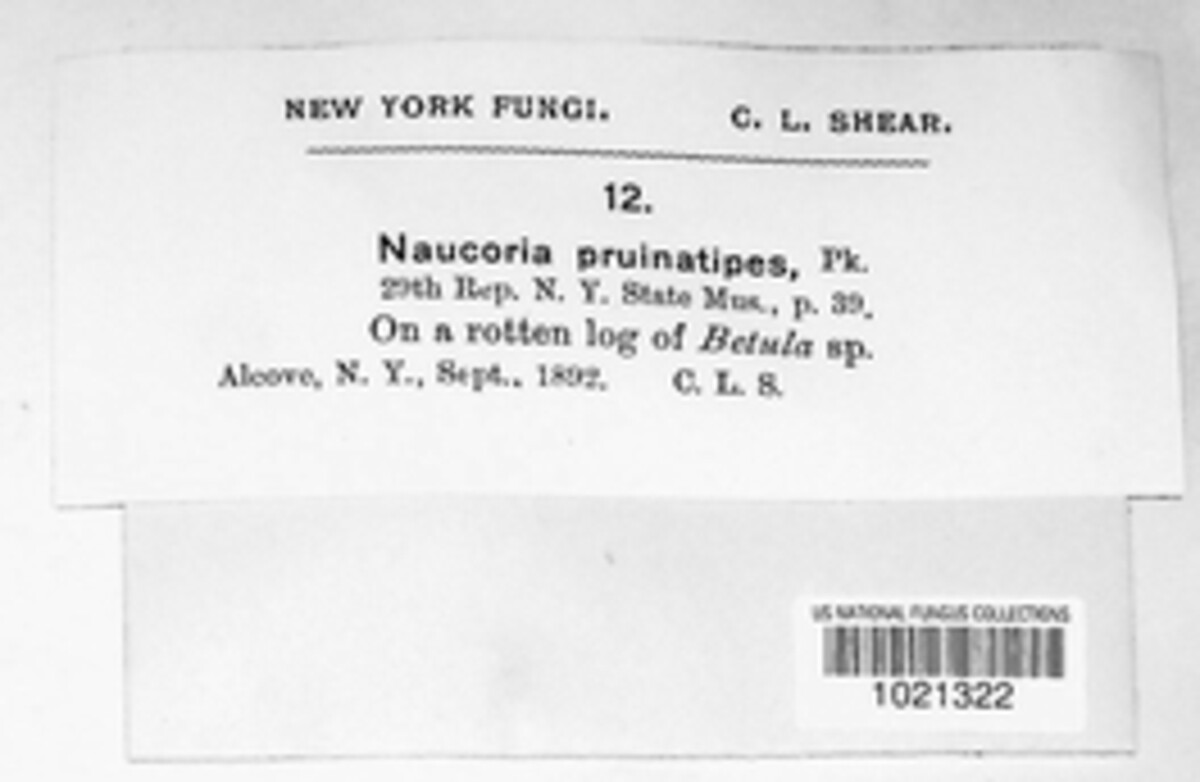 NEW YORK FUNGI. C. L. SHEAR.
12.
Naucoria pruinatipes, Pk.
29th Rep. N. Y. State Mus., p. 39.
On a rotten log of Betula sp.
Alcove, N. Y., Sept., 1892. C. L. S.
US NATIONAL FUNGUS COLLECTIONS
1021322